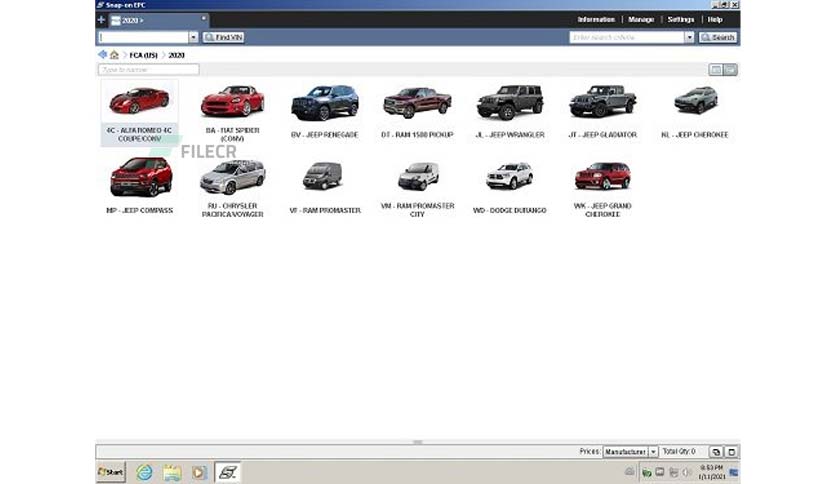 Snap-on EPC
2020 >
Information | Manage | Settings | Help
Find VIN
Enter search criteria
Search
FCA (US) > 2020
Type to narrow
4C - ALFA ROMEO 4C
COUPE/CONV
BA - FIAT SPIDER
(CONV)
BV - JEEP RENEGADE
DT - RAM 1500 PICKUP
JL - JEEP WRANGLER
JT - JEEP GLADIATOR
KL - JEEP CHEROKEE
FILECR
MP - JEEP COMPASS
RU - CHRYSLER
PACIFICA/VOYAGER
VF - RAM PROMASTER
VM - RAM PROMASTER
CITY
WD - DODGE DURANGO
WK - JEEP GRAND
CHEROKEE
Prices: Manufacturer
Total Qty: 0
Start
8:53 PM
1/11/2021